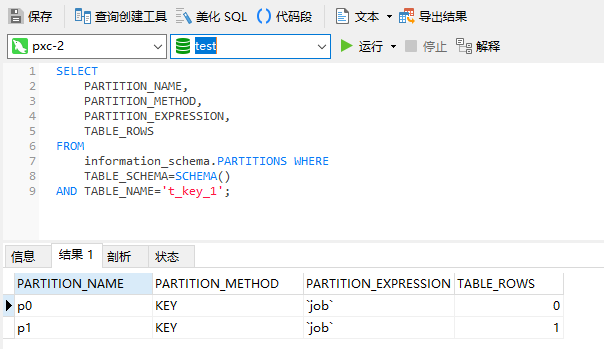 保存 查询创建工具 美化 SQL 代码段 文本 导出结果
pxc-2 test 运行 停止 解释
1 SELECT
2 PARTITION_NAME,
3 PARTITION_METHOD,
4 PARTITION_EXPRESSION,
5 TABLE_ROWS
6 FROM
7 information_schema.PARTITIONS WHERE
8 TABLE_SCHEMA=SCHEMA()
9 AND TABLE_NAME='t_key_1';
信息 结果 1 剖析 状态
PARTITION_NAME PARTITION_METHOD PARTITION_EXPRESSION TABLE_ROWS
p0 KEY `job` 0
p1 KEY `job` 1